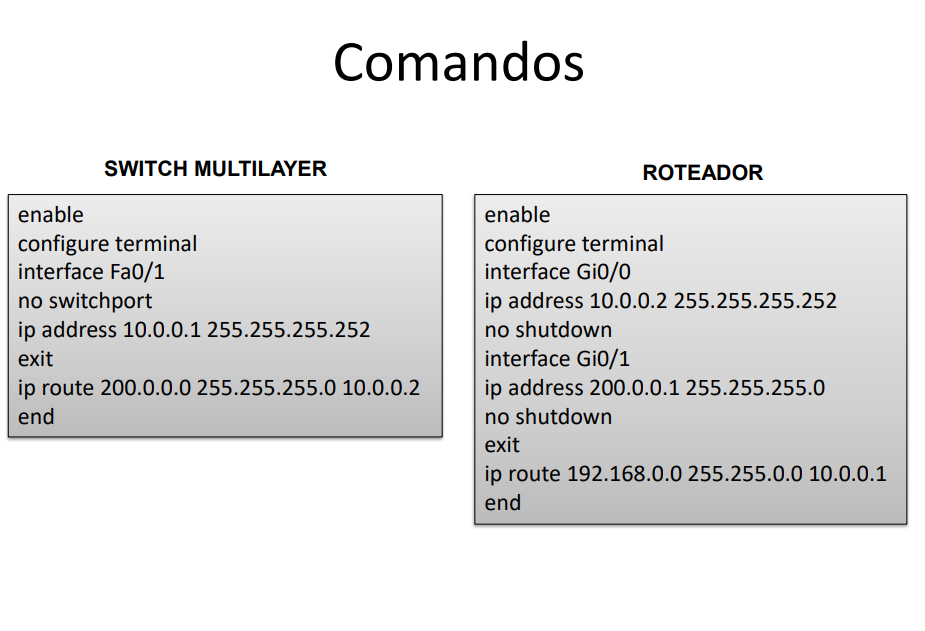 Comandos
SWITCH MULTILAYER
enable
configure terminal
interface Fa0/1
no switchport
ip address 10.0.0.1 255.255.255.252
exit
ip route 200.0.0.0 255.255.255.0 10.0.0.2
end
ROTEADOR
enable
configure terminal
interface Gi0/0
ip address 10.0.0.2 255.255.255.252
no shutdown
interface Gi0/1
ip address 200.0.0.1 255.255.255.0
no shutdown
exit
ip route 192.168.0.0 255.255.0.0 10.0.0.1
end